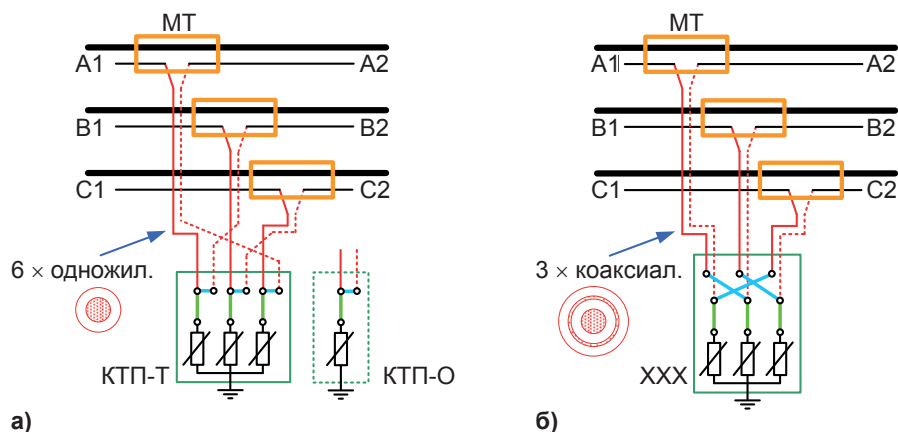 МТ
A1 A2
B1 B2
C1 C2
6 × одножил.
КТП-Т КТП-О
а)
МТ
A1 A2
B1 B2
C1 C2
3 × коаксиал.
ХХХ
б)